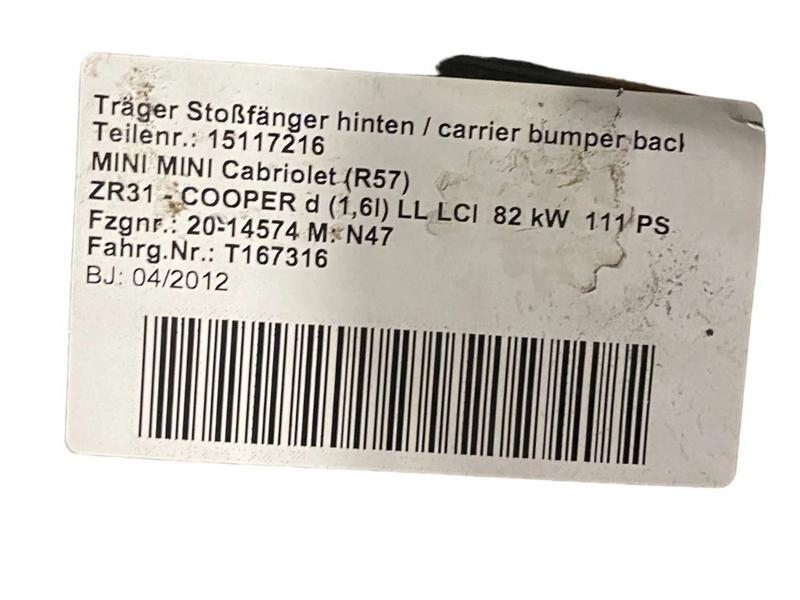 Träger Stoßfänger hinten / carrier bumper back
Teilenr.: 15117216
MINI MINI Cabriolet (R57)
ZR31 - COOPER d (1,6l) LL LCI 82 kW 111 PS
Fzgnr.: 20-14574 M: N47
Fahrg.Nr.: T167316
BJ: 04/2012